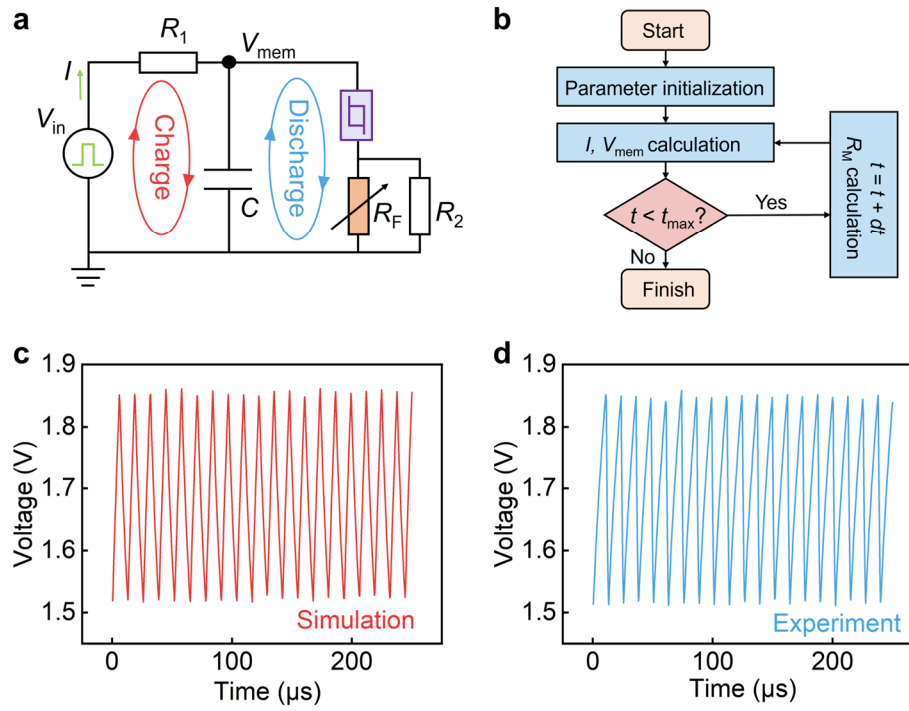 a
R1
Vmem
I
Vin
Charge
Discharge
C
RF
R2
b
Start
Parameter initialization
I, Vmem calculation
t < tmax?
Yes
No
Finish
t = t + dt
RM calculation
c
1.9
1.8
1.7
1.6
1.5
Voltage (V)
Simulation
0
100
200
Time (µs)
d
1.9
1.8
1.7
1.6
1.5
Voltage (V)
Experiment
0
100
200
Time (µs)